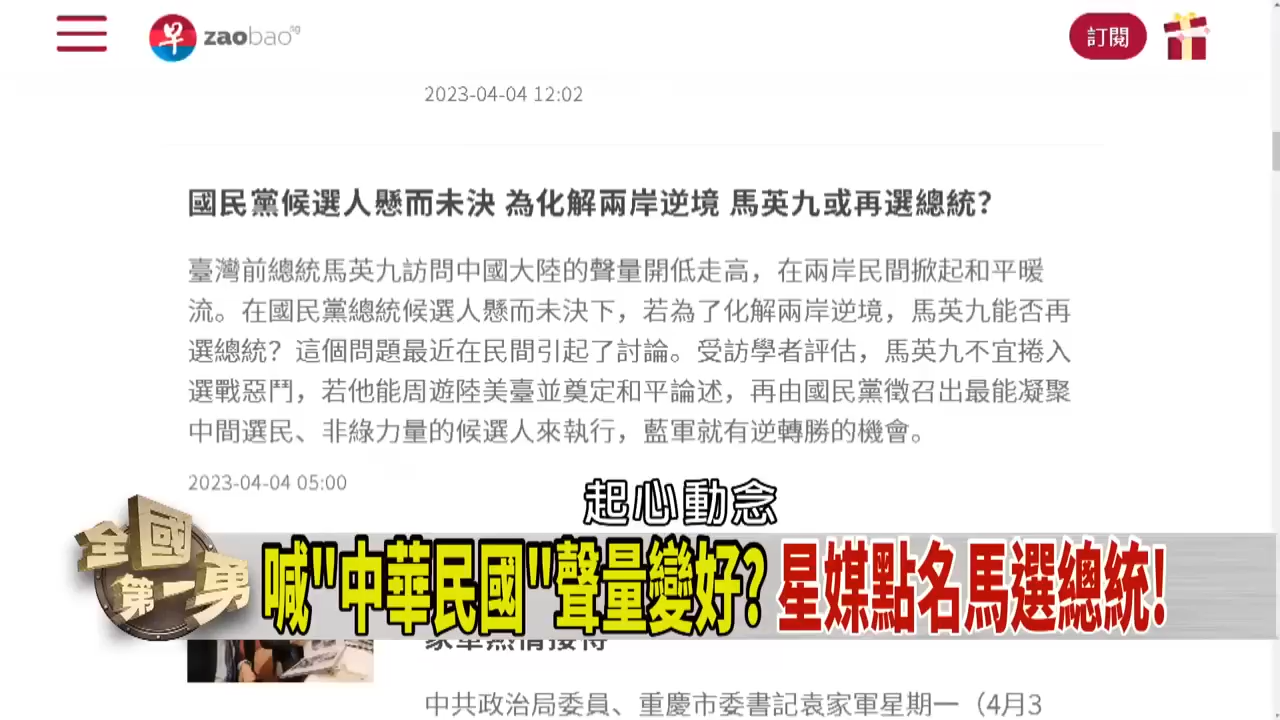 早 zaobao sg
訂閱
2023-04-04 12:02
國民黨候選人懸而未決 為化解兩岸逆境 馬英九或再選總統?
臺灣前總統馬英九訪問中國大陸的聲量開低走高，在兩岸民間掀起和平暖
流。在國民黨總統候選人懸而未決下，若為了化解兩岸逆境，馬英九能否再
選總統？這個問題最近在民間引起了討論。受訪學者評估，馬英九不宜捲入
選戰惡鬥，若他能周遊陸美臺並奠定和平論述，再由國民黨徵召出最能凝聚
中間選民、非綠力量的候選人來執行，藍軍就有逆轉勝的機會。
2023-04-04 05:00
起心動念
全國第一勇
喊"中華民國"聲量變好? 星媒點名馬選總統!
家軍熱情接待
中共政治局委員、重慶市委書記袁家軍星期一（4月3